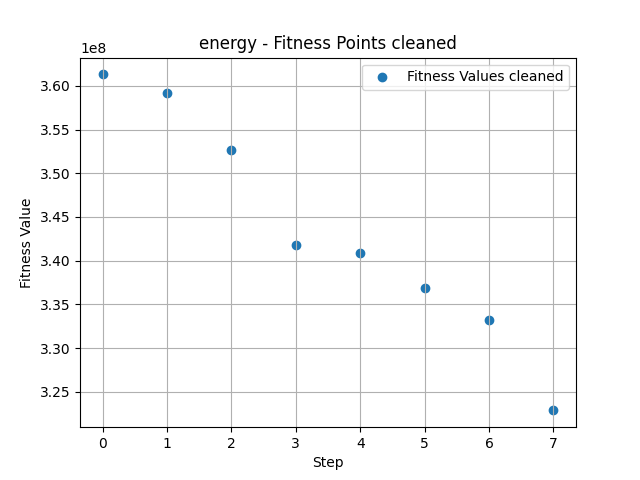 energy - Fitness Points cleaned
1e8
Fitness Values cleaned
3.60
3.55
3.50
3.45
3.40
3.35
3.30
3.25
Fitness Value
0 1 2 3 4 5 6 7
Step